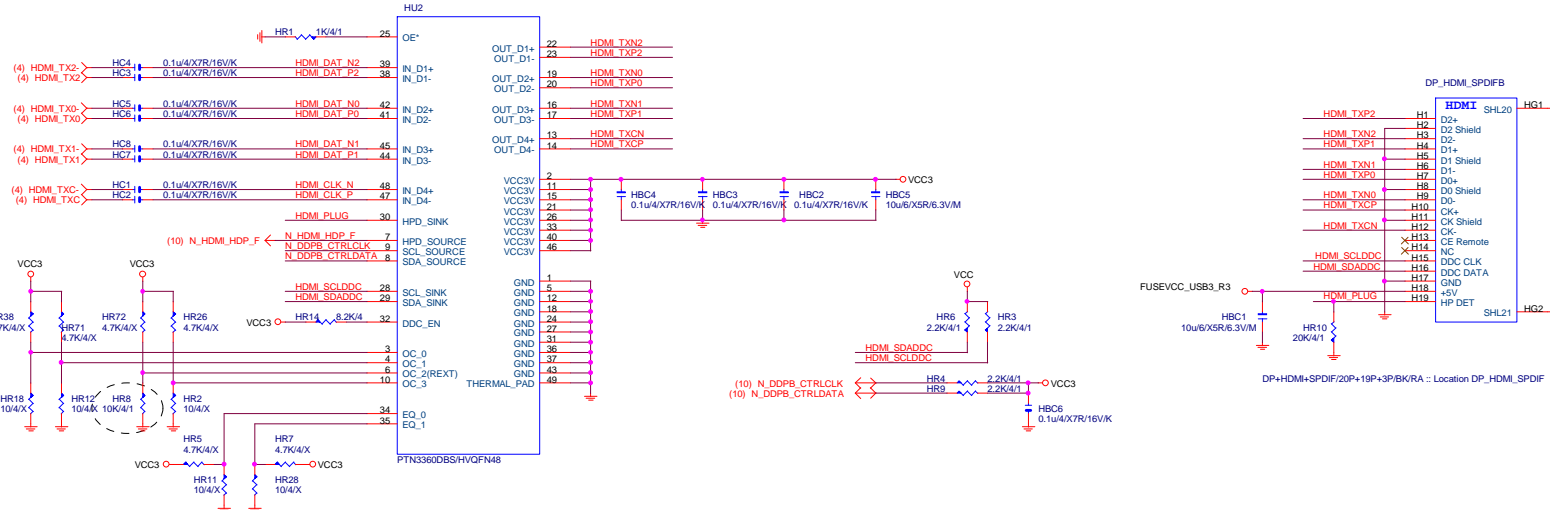 HU2
HR1 1K/4/1
25 OE*
(4) HDMI_TX2- HC4 0.1u/4/X7R/16V/K HDMI_DAT_N2 39 IN_D1+
(4) HDMI_TX2 HC3 0.1u/4/X7R/16V/K HDMI_DAT_P2 38 IN_D1-
(4) HDMI_TX0- HC5 0.1u/4/X7R/16V/K HDMI_DAT_N0 42 IN_D2+
(4) HDMI_TX0 HC6 0.1u/4/X7R/16V/K HDMI_DAT_P0 41 IN_D2-
(4) HDMI_TX1- HC8 0.1u/4/X7R/16V/K HDMI_DAT_N1 45 IN_D3+
(4) HDMI_TX1 HC7 0.1u/4/X7R/16V/K HDMI_DAT_P1 44 IN_D3-
(4) HDMI_TXC- HC1 0.1u/4/X7R/16V/K HDMI_CLK_N 48 IN_D4+
(4) HDMI_TXC HC2 0.1u/4/X7R/16V/K HDMI_CLK_P 47 IN_D4-
HDMI_PLUG 30 HPD_SINK
(10) N_HDMI_HDP_F N_HDMI_HDP_F 7 HPD_SOURCE
N_DDPB_CTRLCLK 9 SCL_SOURCE
N_DDPB_CTRLDATA 8 SDA_SOURCE
HDMI_SCLDDC 28 SCL_SINK
HDMI_SDADDC 29 SDA_SINK
VCC3 HR14 8.2K/4 32 DDC_EN
3 OC_0
4 OC_1
6 OC_2(REXT)
10 OC_3
34 EQ_0
35 EQ_1
OUT_D1+ 22 HDMI_TXN2
OUT_D1- 23 HDMI_TXP2
OUT_D2+ 19 HDMI_TXN0
OUT_D2- 20 HDMI_TXP0
OUT_D3+ 16 HDMI_TXN1
OUT_D3- 17 HDMI_TXP1
OUT_D4+ 13 HDMI_TXCN
OUT_D4- 14 HDMI_TXCP
VCC3V 2
VCC3V 11
VCC3V 15
VCC3V 21
VCC3V 26
VCC3V 33
VCC3V 40
VCC3V 46
GND 1
GND 5
GND 12
GND 18
GND 24
GND 27
GND 31
GND 36
GND 37
GND 43
THERMAL_PAD 49
PTN3360DBS/HVQFN48
VCC3
HBC4 0.1u/4/X7R/16V/K
HBC3 0.1u/4/X7R/16V/K
HBC2 0.1u/4/X7R/16V/K
HBC5 10u/6/X5R/6.3V/M
VCC3
VCC3
R38
7K/4/X
HR71
4.7K/4/X
HR72
4.7K/4/X
HR26
4.7K/4/X
HR18
10/4/X
HR12
10/4/X
HR8
10K/4/1
HR2
10/4/X
HR5
4.7K/4/X
HR7
4.7K/4/X
VCC3
VCC3
HR11
10/4/X
HR28
10/4/X
VCC
HR6
2.2K/4/1
HR3
2.2K/4/1
HDMI_SDADDC
HDMI_SCLDDC
(10) N_DDPB_CTRLCLK HR4 2.2K/4/1 VCC3
(10) N_DDPB_CTRLDATA HR9 2.2K/4/1
HBC6
0.1u/4/X7R/16V/K
DP_HDMI_SPDIFB
HDMI
SHL20 HG1
HDMI_TXP2 H1 D2+
H2 D2 Shield
HDMI_TXN2 H3 D2-
HDMI_TXP1 H4 D1+
H5 D1 Shield
HDMI_TXN1 H6 D1-
HDMI_TXP0 H7 D0+
H8 D0 Shield
HDMI_TXN0 H9 D0-
HDMI_TXCP H10 CK+
H11 CK Shield
HDMI_TXCN H12 CK-
H13 CE Remote
H14 NC
HDMI_SCLDDC H15 DDC CLK
HDMI_SDADDC H16 DDC DATA
H17 GND
FUSEVCC_USB3_R3 H18 +5V
HDMI_PLUG H19 HP DET
SHL21 HG2
HBC1
10u/6/X5R/6.3V/M
HR10
20K/4/1
DP+HDMI+SPDIF/20P+19P+3P/BK/RA :: Location DP_HDMI_SPDIF